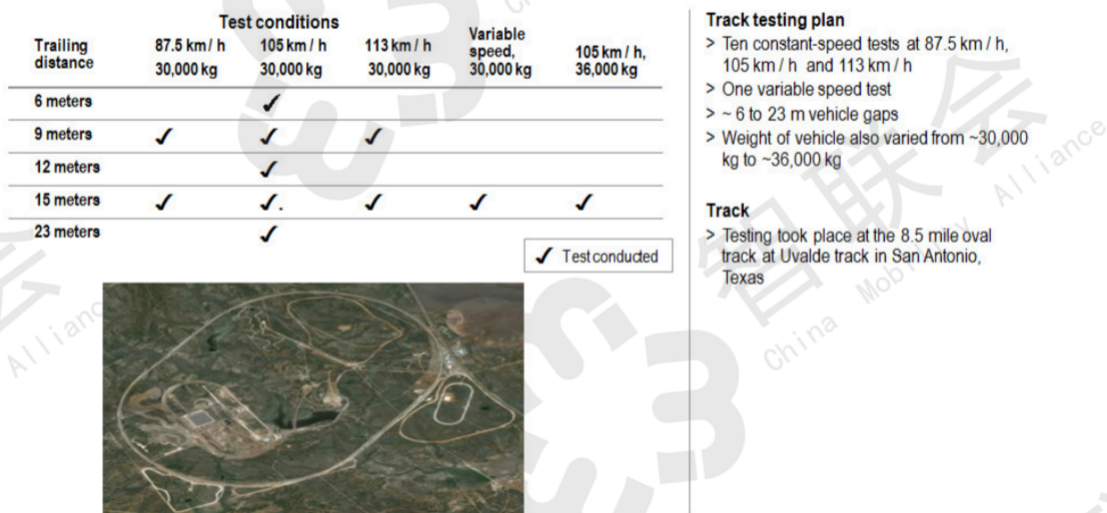 Test conditions
Trailing distance
87.5 km / h 30,000 kg
105 km / h 30,000 kg
113 km / h 30,000 kg
Variable speed, 30,000 kg
105 km / h, 36,000 kg
6 meters ✓
9 meters ✓ ✓ ✓
12 meters ✓
15 meters ✓ ✓. ✓ ✓ ✓
23 meters ✓
✓ Test conducted
Track testing plan
> Ten constant-speed tests at 87.5 km / h,
105 km / h and 113 km / h
> One variable speed test
> ~ 6 to 23 m vehicle gaps
> Weight of vehicle also varied from ~30,000
kg to ~36,000 kg
Track
> Testing took place at the 8.5 mile oval
track at Uvalde track in San Antonio,
Texas
智联会
China Mobility Alliance
会
Alliance